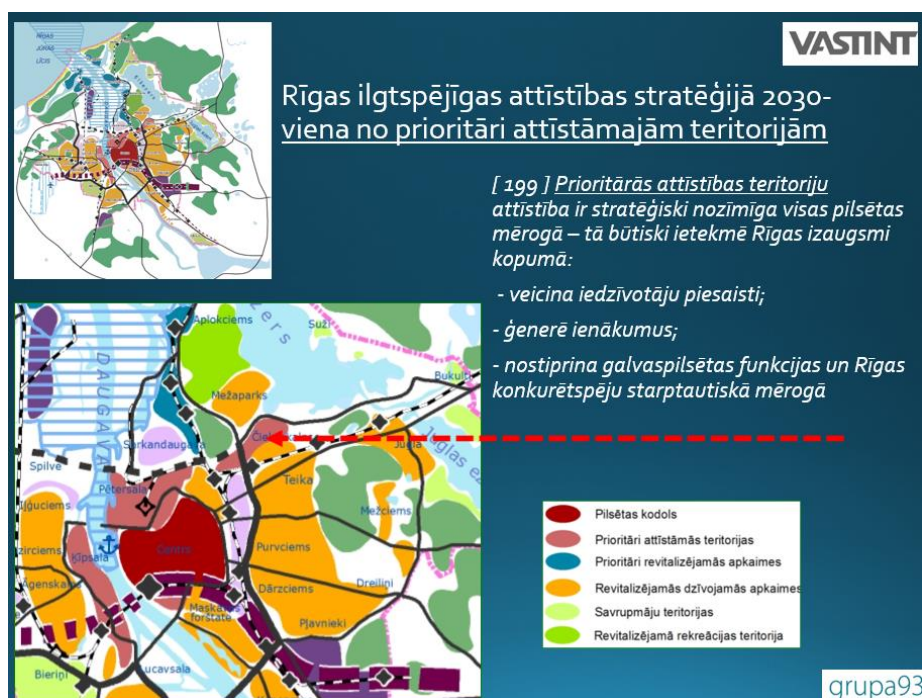 VASTINT
Rīgas ilgtspējīgas attīstības stratēģijā 2030-
viena no prioritāri attīstāmajām teritorijām
[ 199 ] Prioritārās attīstības teritoriju
attīstība ir stratēģiski nozīmīga visas pilsētas
mērogā – tā būtiski ietekmē Rīgas izaugsmi
kopumā:
- veicina iedzīvotāju piesaisti;
- ģenerē ienākumus;
- nostiprina galvaspilsētas funkcijas un Rīgas
konkurētspēju starptautiskā mērogā
Aplokciems
Suži
Mežaparks
Bukulti
DAUGAVA
Sarkandaugava
Jugla
Spilve
Teika
Pētersala
Iļģuciems
Mežciems
Centrs
Purvciems
Ķīpsala
Āgenskalns
Dārzciems
Dreiliņi
Maskavas
forštate
Pļavnieki
Bieriņi
Lucavsala
Pilsētas kodols
Prioritāri attīstāmās teritorijas
Prioritāri revitalizējamās apkaimes
Revitalizējamās dzīvojamās apkaimes
Savrupmāju teritorijas
Revitalizējamā rekreācijas teritorija
grupa93